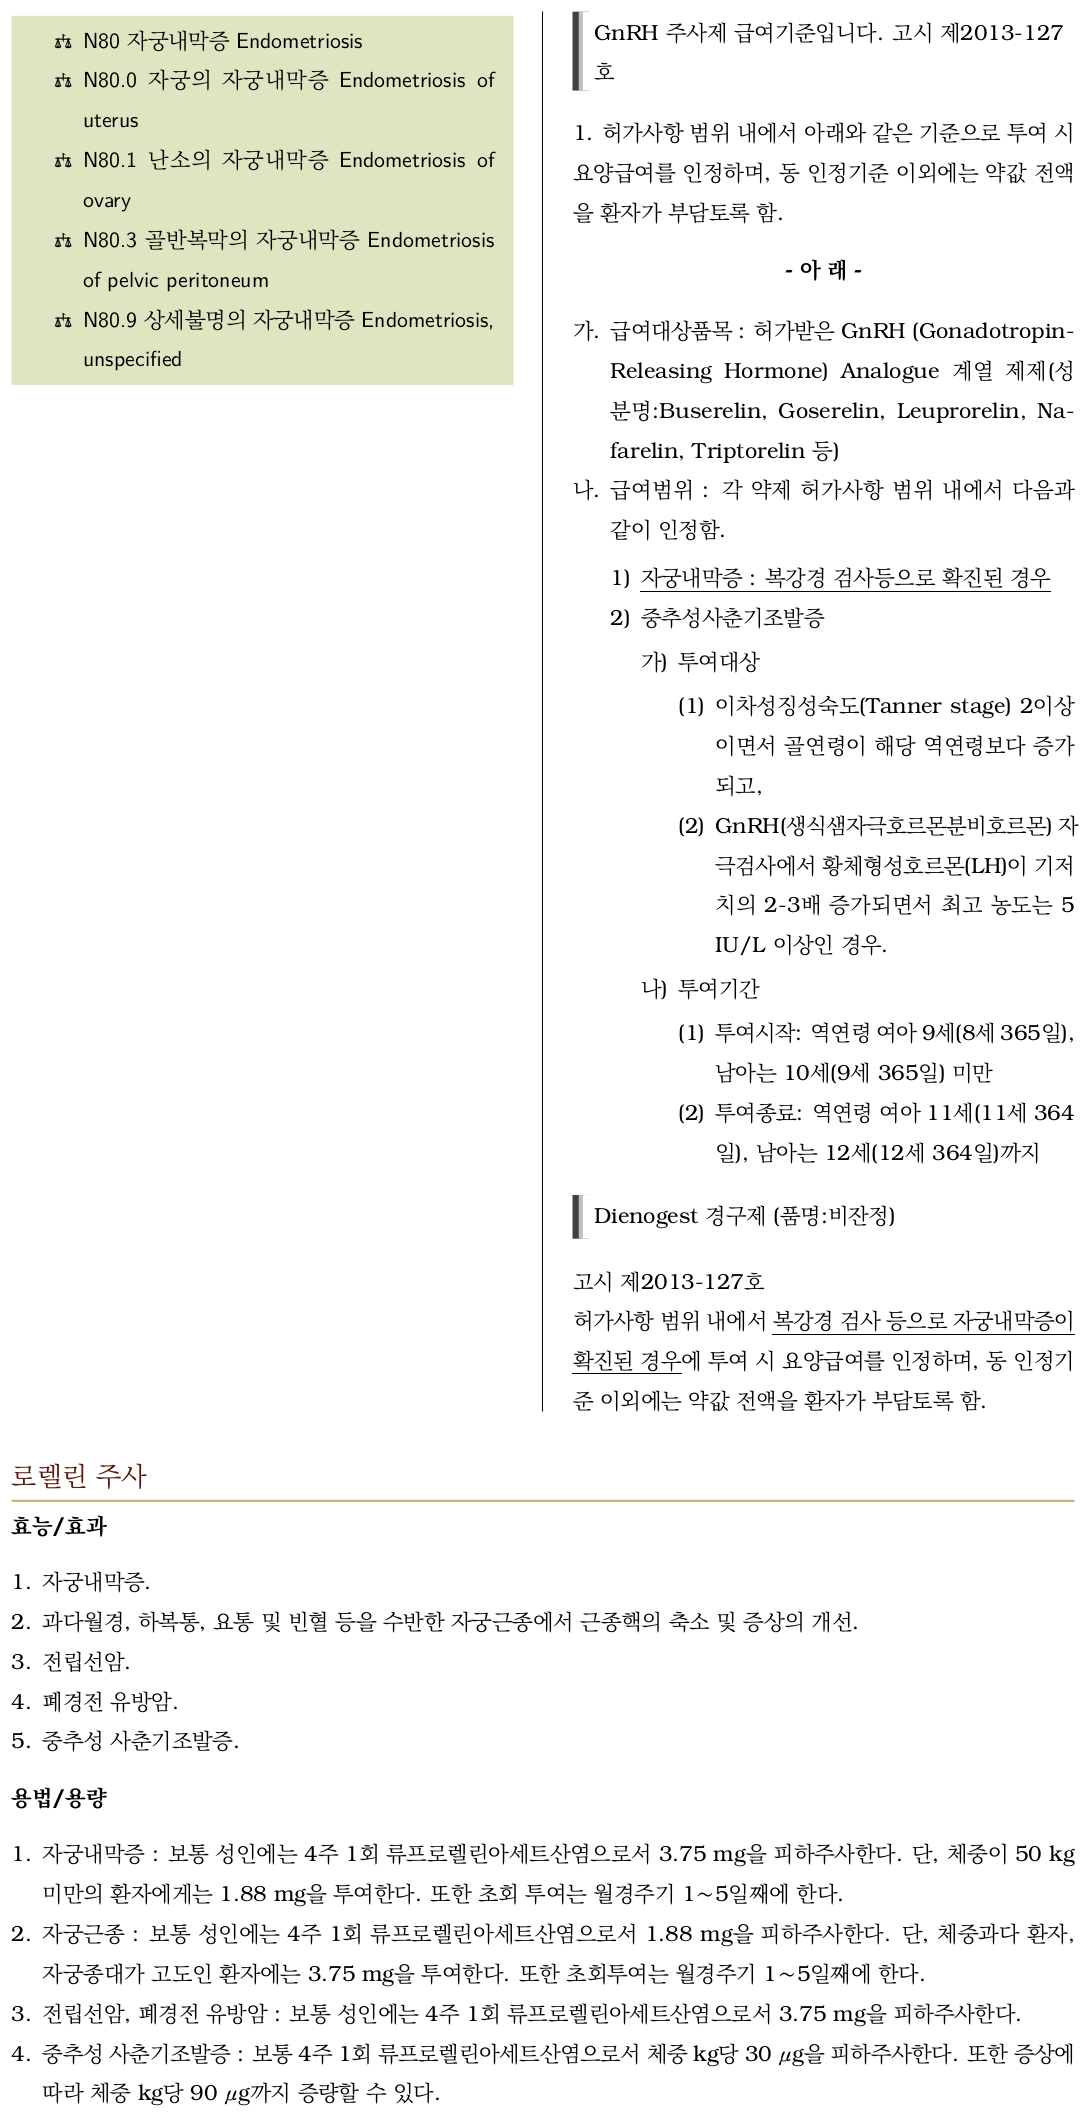 N80 자궁내막증 Endometriosis
N80.0 자궁의 자궁내막증 Endometriosis of
uterus
N80.1 난소의 자궁내막증 Endometriosis of
ovary
N80.3 골반복막의 자궁내막증 Endometriosis
of pelvic peritoneum
N80.9 상세불명의 자궁내막증 Endometriosis,
unspecified
GnRH 주사제 급여기준입니다. 고시 제2013-127
호
1. 허가사항 범위 내에서 아래와 같은 기준으로 투여 시
요양급여를 인정하며, 동 인정기준 이외에는 약값 전액
을 환자가 부담토록 함.
- 아 래 -
가. 급여대상품목 : 허가받은 GnRH (Gonadotropin-
Releasing Hormone) Analogue 계열 제제(성
분명:Buserelin, Goserelin, Leuprorelin, Na-
farelin, Triptorelin 등)
나. 급여범위 : 각 약제 허가사항 범위 내에서 다음과
같이 인정함.
1) 자궁내막증 : 복강경 검사등으로 확진된 경우
2) 중추성사춘기조발증
가) 투여대상
(1) 이차성징성숙도(Tanner stage) 2이상
이면서 골연령이 해당 역연령보다 증가
되고,
(2) GnRH(생식샘자극호르몬분비호르몬) 자
극검사에서 황체형성호르몬(LH)이 기저
치의 2-3배 증가되면서 최고 농도는 5
IU/L 이상인 경우.
나) 투여기간
(1) 투여시작: 역연령 여아 9세(8세 365일),
남아는 10세(9세 365일) 미만
(2) 투여종료: 역연령 여아 11세(11세 364
일), 남아는 12세(12세 364일)까지
Dienogest 경구제 (품명:비잔정)
고시 제2013-127호
허가사항 범위 내에서 복강경 검사 등으로 자궁내막증이
확진된 경우에 투여 시 요양급여를 인정하며, 동 인정기
준 이외에는 약값 전액을 환자가 부담토록 함.
로렐린 주사
효능/효과
1. 자궁내막증.
2. 과다월경, 하복통, 요통 및 빈혈 등을 수반한 자궁근종에서 근종핵의 축소 및 증상의 개선.
3. 전립선암.
4. 폐경전 유방암.
5. 중추성 사춘기조발증.
용법/용량
1. 자궁내막증 : 보통 성인에는 4주 1회 류프로렐린아세트산염으로서 3.75 mg을 피하주사한다. 단, 체중이 50 kg
미만의 환자에게는 1.88 mg을 투여한다. 또한 초회 투여는 월경주기 1~5일째에 한다.
2. 자궁근종 : 보통 성인에는 4주 1회 류프로렐린아세트산염으로서 1.88 mg을 피하주사한다. 단, 체중과다 환자,
자궁종대가 고도인 환자에는 3.75 mg을 투여한다. 또한 초회투여는 월경주기 1~5일째에 한다.
3. 전립선암, 폐경전 유방암 : 보통 성인에는 4주 1회 류프로렐린아세트산염으로서 3.75 mg을 피하주사한다.
4. 중추성 사춘기조발증 : 보통 4주 1회 류프로렐린아세트산염으로서 체중 kg당 30 μg을 피하주사한다. 또한 증상에
따라 체중 kg당 90 μg까지 증량할 수 있다.